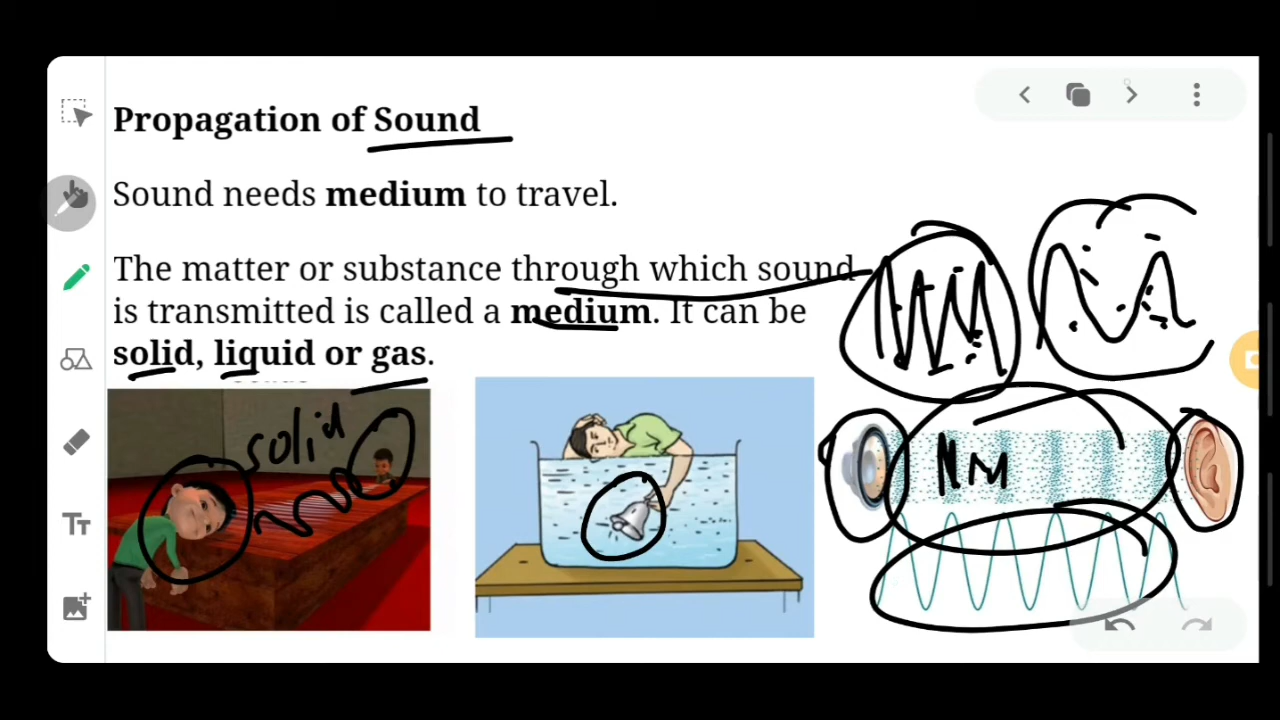 Propagation of Sound
Sound needs medium to travel.
The matter or substance through which sound
is transmitted is called a medium. It can be
solid, liquid or gas.
solid